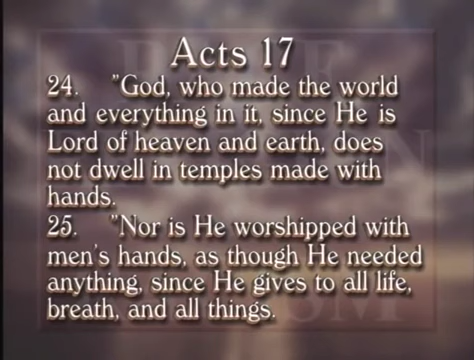 Acts 17
24. "God, who made the world
and everything in it, since He is
Lord of heaven and earth, does
not dwell in temples made with
hands.
25. "Nor is He worshipped with
men's hands, as though He needed
anything, since He gives to all life,
breath, and all things.